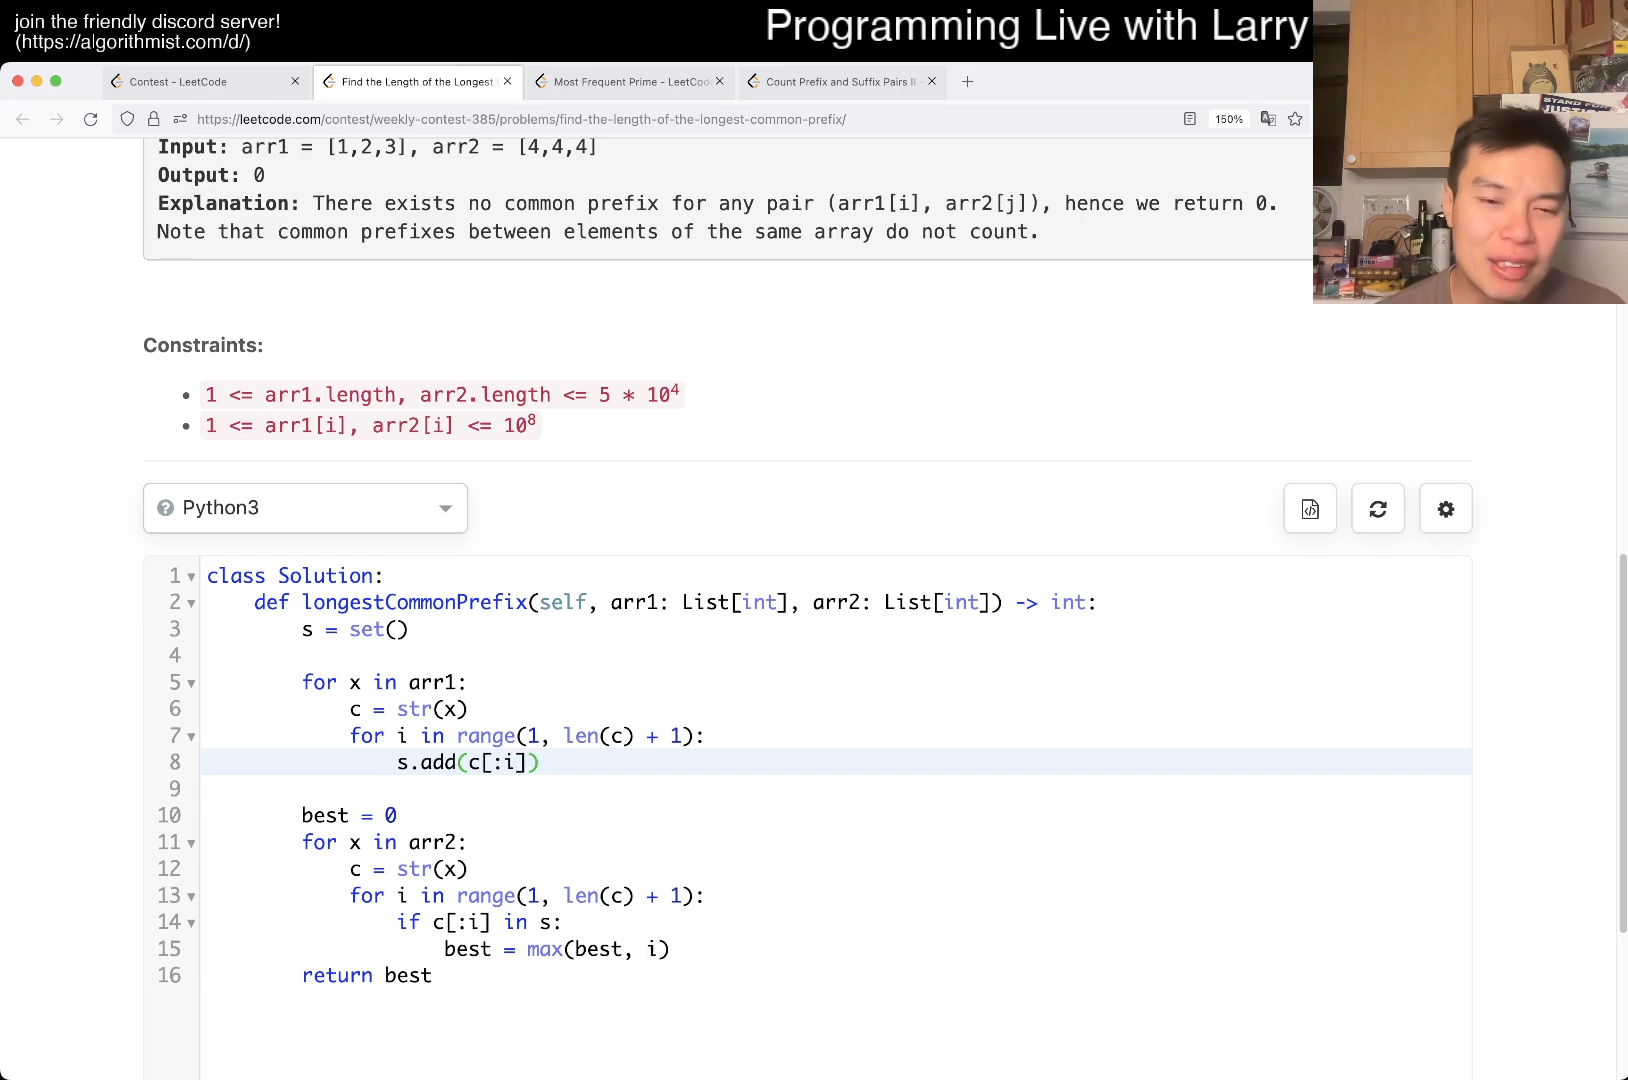 join the friendly discord server!
(https://algorithmist.com/d/)
Programming Live with Larry
Contest - LeetCode
Find the Length of the Longest
Most Frequent Prime - LeetCode
Count Prefix and Suffix Pairs II -
https://leetcode.com/contest/weekly-contest-385/problems/find-the-length-of-the-longest-common-prefix/
150%
STAND FOR
JUSTICE
Input: arr1 = [1,2,3], arr2 = [4,4,4]
Output: 0
Explanation: There exists no common prefix for any pair (arr1[i], arr2[j]), hence we return 0.
Note that common prefixes between elements of the same array do not count.
Constraints:
• 1 <= arr1.length, arr2.length <= 5 * 10⁴
• 1 <= arr1[i], arr2[i] <= 10⁸
Python3
1 class Solution:
2     def longestCommonPrefix(self, arr1: List[int], arr2: List[int]) -> int:
3         s = set()
4
5         for x in arr1:
6             c = str(x)
7             for i in range(1, len(c) + 1):
8                 s.add(c[:i])
9
10         best = 0
11         for x in arr2:
12             c = str(x)
13             for i in range(1, len(c) + 1):
14                 if c[:i] in s:
15                     best = max(best, i)
16         return best